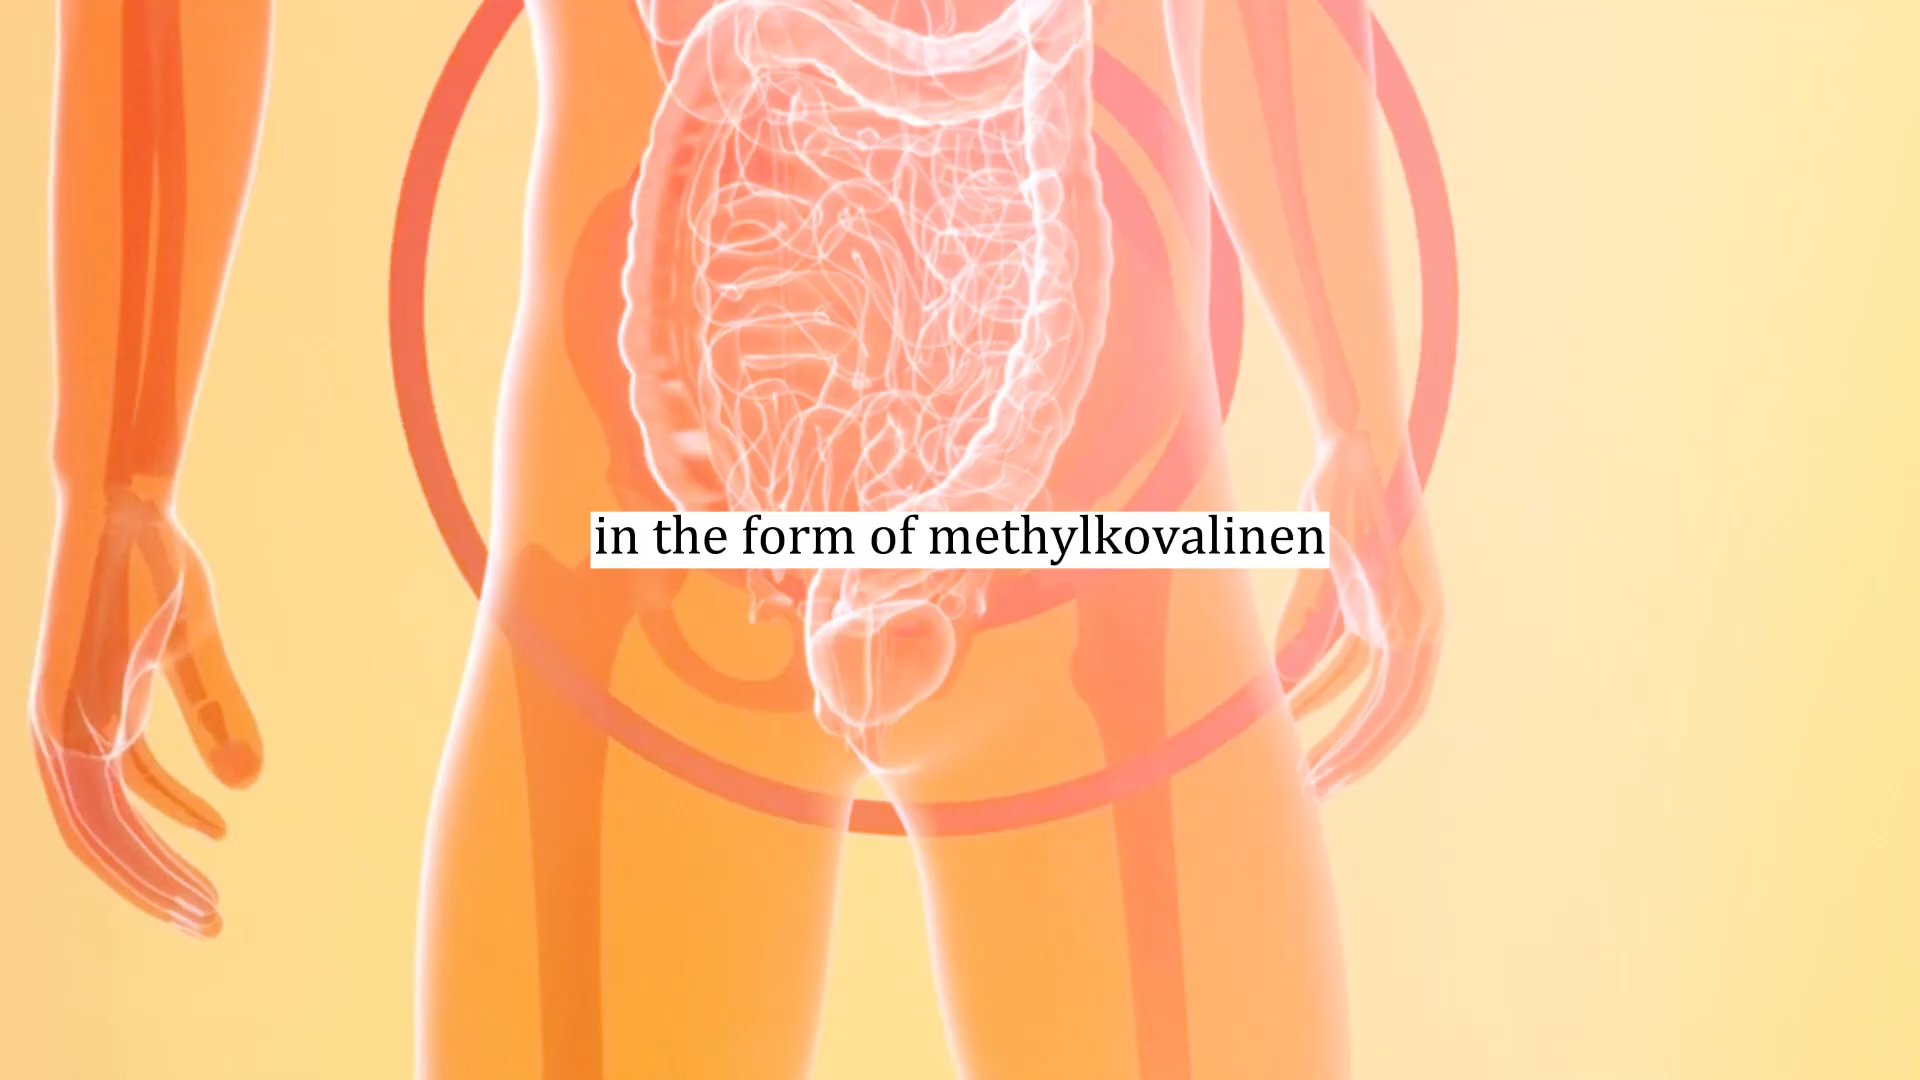 in the form of methylkovalinen